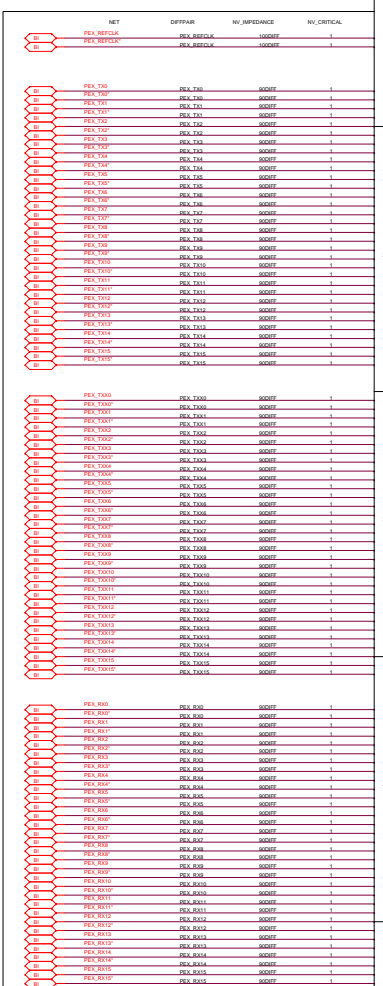 NET DIFFPAIR NV_IMPEDANCE NV_CRITICAL
BI PEX_REFCLK PEX_REFCLK 100DIFF
BI PEX_REFCLK* PEX_REFCLK 100DIFF
BI PEX_TX0 PEX_TX0 90DIFF 1
BI PEX_TX0* PEX_TX0 90DIFF 1
BI PEX_TX1 PEX_TX1 90DIFF 1
BI PEX_TX1* PEX_TX1 90DIFF 1
BI PEX_TX2 PEX_TX2 90DIFF 1
BI PEX_TX2* PEX_TX2 90DIFF 1
BI PEX_TX3 PEX_TX3 90DIFF 1
BI PEX_TX3* PEX_TX3 90DIFF 1
BI PEX_TX4 PEX_TX4 90DIFF 1
BI PEX_TX4* PEX_TX4 90DIFF 1
BI PEX_TX5 PEX_TX5 90DIFF 1
BI PEX_TX5* PEX_TX5 90DIFF 1
BI PEX_TX6 PEX_TX6 90DIFF 1
BI PEX_TX6* PEX_TX6 90DIFF 1
BI PEX_TX7 PEX_TX7 90DIFF 1
BI PEX_TX7* PEX_TX7 90DIFF 1
BI PEX_TX8 PEX_TX8 90DIFF 1
BI PEX_TX8* PEX_TX8 90DIFF 1
BI PEX_TX9 PEX_TX9 90DIFF 1
BI PEX_TX9* PEX_TX9 90DIFF 1
BI PEX_TX10 PEX_TX10 90DIFF 1
BI PEX_TX10* PEX_TX10 90DIFF 1
BI PEX_TX11 PEX_TX11 90DIFF 1
BI PEX_TX11* PEX_TX11 90DIFF 1
BI PEX_TX12 PEX_TX12 90DIFF 1
BI PEX_TX12* PEX_TX12 90DIFF 1
BI PEX_TX13 PEX_TX13 90DIFF 1
BI PEX_TX13* PEX_TX13 90DIFF 1
BI PEX_TX14 PEX_TX14 90DIFF 1
BI PEX_TX14* PEX_TX14 90DIFF 1
BI PEX_TX15 PEX_TX15 90DIFF 1
BI PEX_TX15* PEX_TX15 90DIFF 1
BI PEX_TXX0 PEX_TXX0 90DIFF 1
BI PEX_TXX0* PEX_TXX0 90DIFF 1
BI PEX_TXX1 PEX_TXX1 90DIFF 1
BI PEX_TXX1* PEX_TXX1 90DIFF 1
BI PEX_TXX2 PEX_TXX2 90DIFF 1
BI PEX_TXX2* PEX_TXX2 90DIFF 1
BI PEX_TXX3 PEX_TXX3 90DIFF 1
BI PEX_TXX3* PEX_TXX3 90DIFF 1
BI PEX_TXX4 PEX_TXX4 90DIFF 1
BI PEX_TXX4* PEX_TXX4 90DIFF 1
BI PEX_TXX5 PEX_TXX5 90DIFF 1
BI PEX_TXX5* PEX_TXX5 90DIFF 1
BI PEX_TXX6 PEX_TXX6 90DIFF 1
BI PEX_TXX6* PEX_TXX6 90DIFF 1
BI PEX_TXX7 PEX_TXX7 90DIFF 1
BI PEX_TXX7* PEX_TXX7 90DIFF 1
BI PEX_TXX8 PEX_TXX8 90DIFF 1
BI PEX_TXX8* PEX_TXX8 90DIFF 1
BI PEX_TXX9 PEX_TXX9 90DIFF 1
BI PEX_TXX9* PEX_TXX9 90DIFF 1
BI PEX_TXX10 PEX_TXX10 90DIFF 1
BI PEX_TXX10* PEX_TXX10 90DIFF 1
BI PEX_TXX11 PEX_TXX11 90DIFF 1
BI PEX_TXX11* PEX_TXX11 90DIFF 1
BI PEX_TXX12 PEX_TXX12 90DIFF 1
BI PEX_TXX12* PEX_TXX12 90DIFF 1
BI PEX_TXX13 PEX_TXX13 90DIFF 1
BI PEX_TXX13* PEX_TXX13 90DIFF 1
BI PEX_TXX14 PEX_TXX14 90DIFF 1
BI PEX_TXX14* PEX_TXX14 90DIFF 1
BI PEX_TXX15 PEX_TXX15 90DIFF 1
BI PEX_TXX15* PEX_TXX15 90DIFF 1
BI PEX_RX0 PEX_RX0 90DIFF 1
BI PEX_RX0* PEX_RX0 90DIFF 1
BI PEX_RX1 PEX_RX1 90DIFF 1
BI PEX_RX1* PEX_RX1 90DIFF 1
BI PEX_RX2 PEX_RX2 90DIFF 1
BI PEX_RX2* PEX_RX2 90DIFF 1
BI PEX_RX3 PEX_RX3 90DIFF 1
BI PEX_RX3* PEX_RX3 90DIFF 1
BI PEX_RX4 PEX_RX4 90DIFF 1
BI PEX_RX4* PEX_RX4 90DIFF 1
BI PEX_RX5 PEX_RX5 90DIFF 1
BI PEX_RX5* PEX_RX5 90DIFF 1
BI PEX_RX6 PEX_RX6 90DIFF 1
BI PEX_RX6* PEX_RX6 90DIFF 1
BI PEX_RX7 PEX_RX7 90DIFF 1
BI PEX_RX7* PEX_RX7 90DIFF 1
BI PEX_RX8 PEX_RX8 90DIFF 1
BI PEX_RX8* PEX_RX8 90DIFF 1
BI PEX_RX9 PEX_RX9 90DIFF 1
BI PEX_RX9* PEX_RX9 90DIFF 1
BI PEX_RX10 PEX_RX10 90DIFF 1
BI PEX_RX10* PEX_RX10 90DIFF 1
BI PEX_RX11 PEX_RX11 90DIFF 1
BI PEX_RX11* PEX_RX11 90DIFF 1
BI PEX_RX12 PEX_RX12 90DIFF 1
BI PEX_RX12* PEX_RX12 90DIFF 1
BI PEX_RX13 PEX_RX13 90DIFF 1
BI PEX_RX13* PEX_RX13 90DIFF 1
BI PEX_RX14 PEX_RX14 90DIFF 1
BI PEX_RX14* PEX_RX14 90DIFF 1
BI PEX_RX15 PEX_RX15 90DIFF 1
BI PEX_RX15* PEX_RX15 90DIFF 1